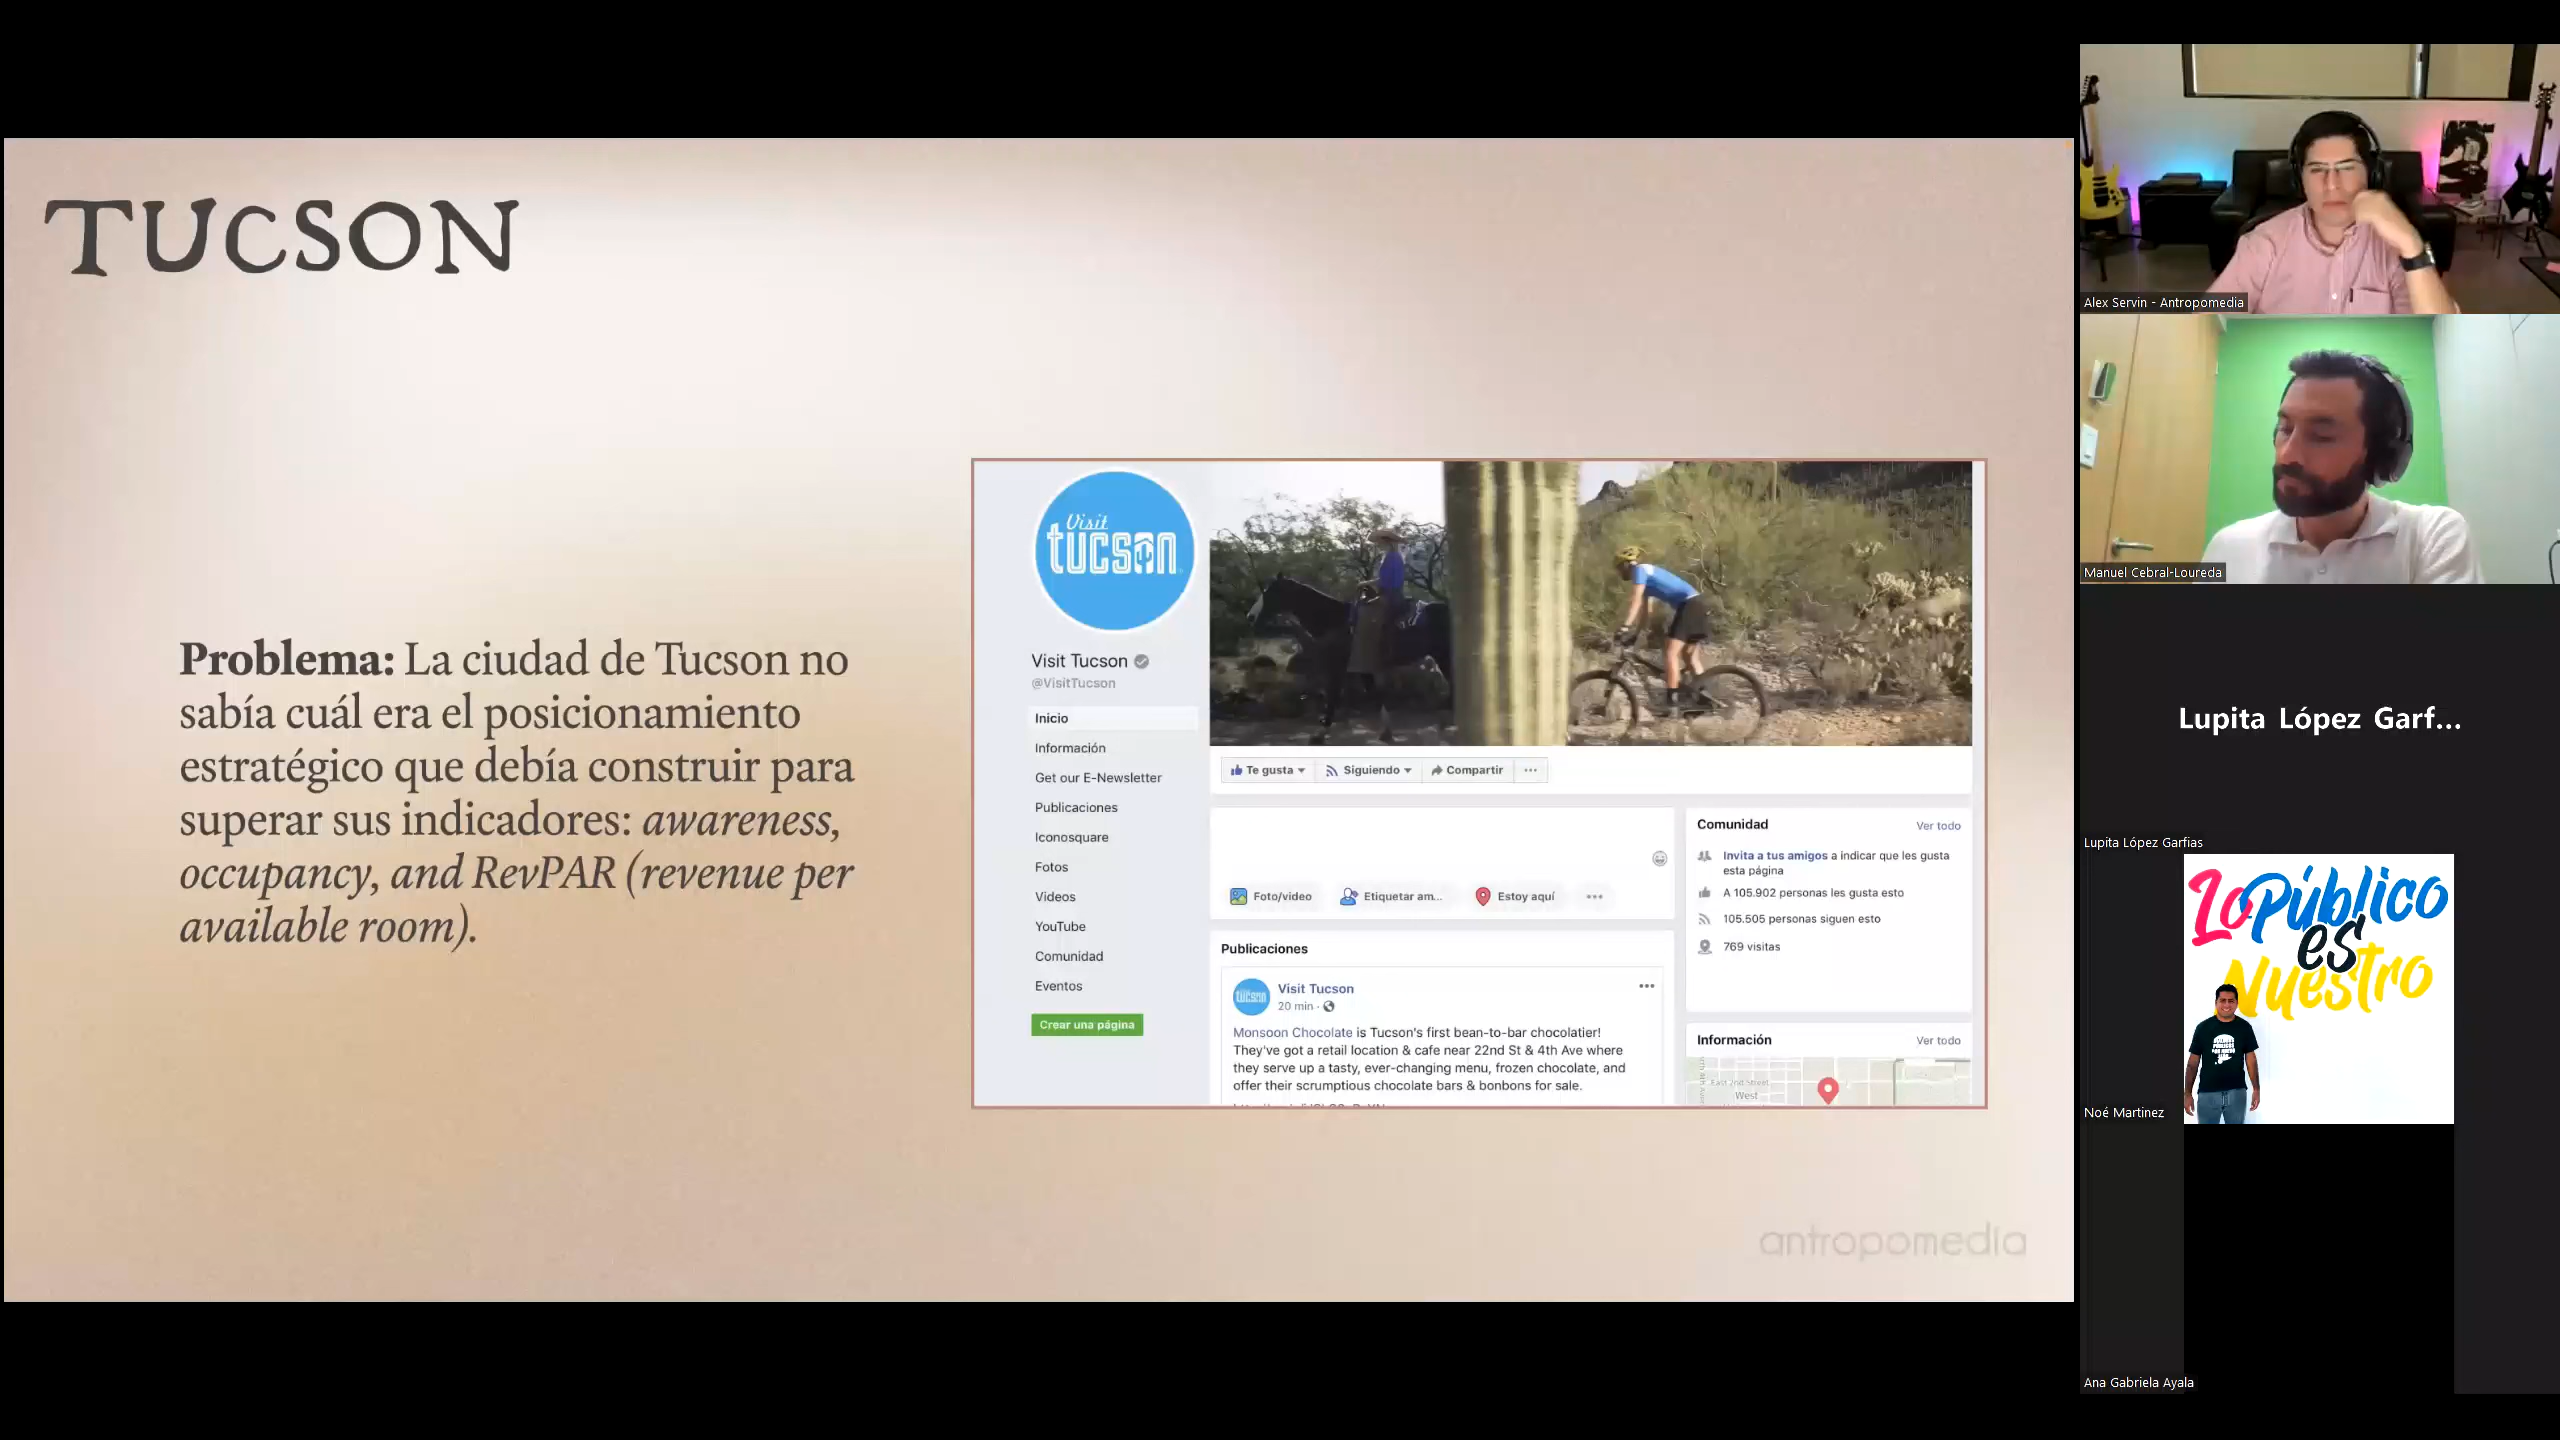 TUCSON
Problema: La ciudad de Tucson no
sabía cuál era el posicionamiento
estratégico que debía construir para
superar sus indicadores: awareness,
occupancy, and RevPAR (revenue per
available room).
Visit
tucson
Visit Tucson
@VisitTucson
Inicio
Información
Get our E-Newsletter
Publicaciones
Iconosquare
Fotos
Videos
YouTube
Comunidad
Eventos
Crear una página
Te gusta
Siguiendo
Compartir
Foto/video
Etiquetar am...
Estoy aquí
Publicaciones
Visit Tucson
20 min
Monsoon Chocolate is Tucson's first bean-to-bar chocolatier!
They've got a retail location & cafe near 22nd St & 4th Ave where
they serve up a tasty, ever-changing menu, frozen chocolate, and
offer their scrumptious chocolate bars & bonbons for sale.
Comunidad
Ver todo
Invita a tus amigos a indicar que les gusta
esta página
A 105.902 personas les gusta esto
105.505 personas siguen esto
769 visitas
Información
Ver todo
East 2nd Street
West
antropomedia
Alex Servin - Antropomedia
Manuel Cebral-Loureda
Lupita López Garf...
Lupita López Garfias
Lo Público
es
Nuestro
Noé Martinez
Ana Gabriela Ayala